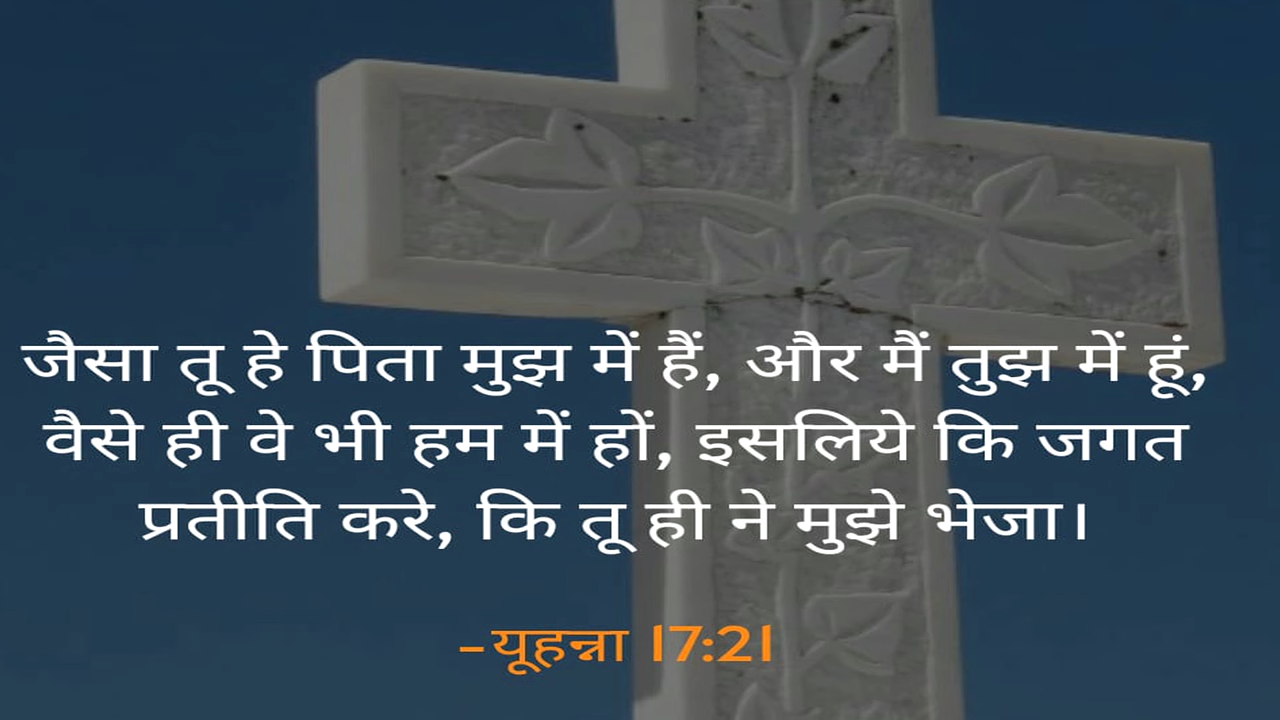 जैसा तू हे पिता मुझ में हैं, और मैं तुझ में हूं,
वैसे ही वे भी हम में हों, इसलिये कि जगत
प्रतीति करे, कि तू ही ने मुझे भेजा।
-यूहन्ना 17:21